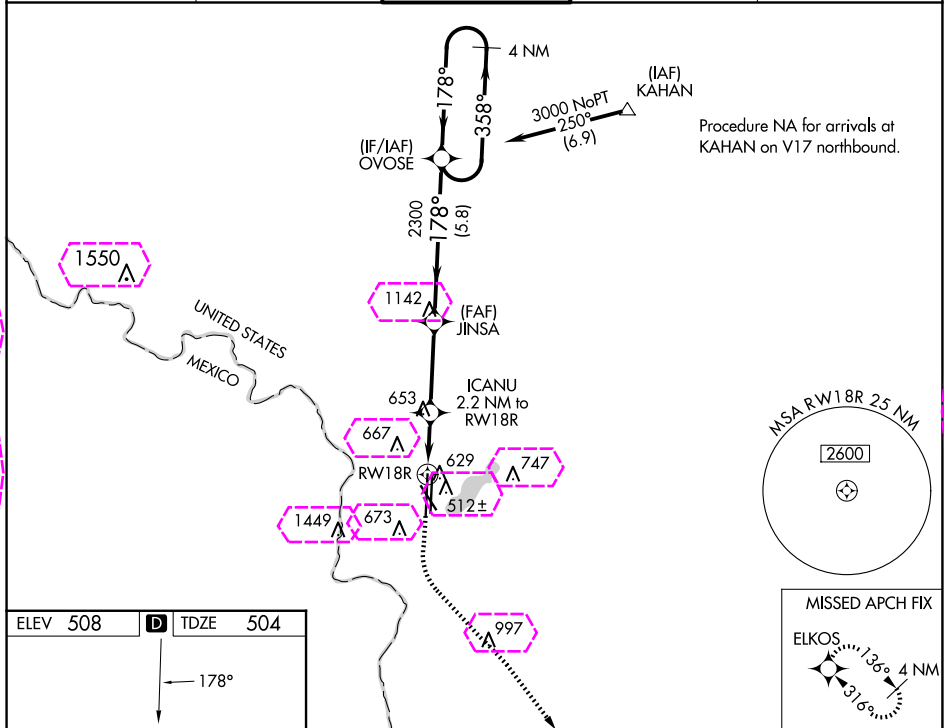 4 NM
178°
358°
(IAF)
KAHAN
3000 NoPT
250°
(6.9)
Procedure NA for arrivals at
KAHAN on V17 northbound.
(IF/IAF)
OVOSE
2300
178°
(5.8)
1550
UNITED STATES
MEXICO
1142
(FAF)
JINSA
653
ICANU
2.2 NM to
RW18R
667
RW18R
629
747
512±
1449
673
997
MSA RW18R 25 NM
2600
ELEV 508 D TDZE 504
178°
MISSED APCH FIX
ELKOS
136°
4 NM
316°